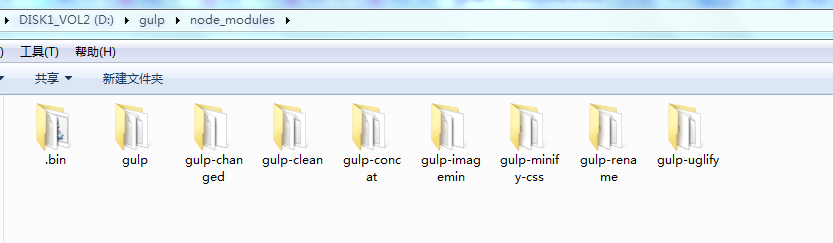 DISK1_VOL2 (D:) gulp node_modules
) 工具(T) 帮助(H)
共享 新建文件夹
.bin gulp gulp-chan gulp-clean gulp-conc gulp-imag gulp-minif gulp-rena gulp-uglify
ged at emin y-css me